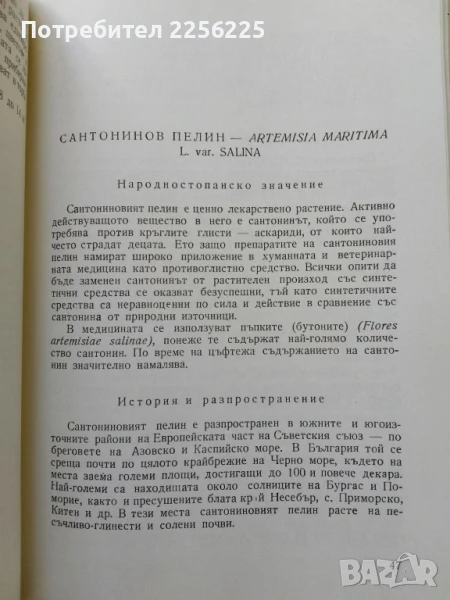 Потребител 2256225
САНТОНИНОВ ПЕЛИН — ARTEMISIA MARITIMA
L. var. SALINA
Народностопанско значение
Сантониновият пелин е ценно лекарствено растение. Активно
действуващото вещество в него е сантонинът, който се упо-
требява против кръглите глисти — аскариди, от които най-
често страдат децата. Ето защо препаратите на сантониновия
пелин намират широко приложение в хуманната и ветеринар-
ната медицина като противоглистно средство. Всички опити да
бъде заменен сантонинът от растителен произход със синте-
тични средства се оказват безуспешни, тъй като синтетичните
средства са неравноценни по сила и действие в сравнение със
сантонина от природни източници.
В медицината се използуват пъпките (бутоните) (Flores
artemisiae salinae), понеже те съдържат най-голямо количе-
ство сантонин. По време на цъфтежа съдържанието на санто-
нин значително намалява.
История и разпространение
Сантониновият пелин е разпространен в южните и югоиз-
точните райони на Европейската част на Съветския съюз — по
бреговете на Азовско и Каспийско море. В България той се
среща почти по цялото крайбрежие на Черно море, където на
места заема големи площи, достигащи до 100 и повече декара.
Най-големи са находищата около солниците на Бургас и По-
морие, както и пресушените блата край Несебър, с. Приморско,
Китен и др. В тези места сантониновият пелин расте на пе-
съчливо-глинести и солени почви.
47
BAZAR.bg